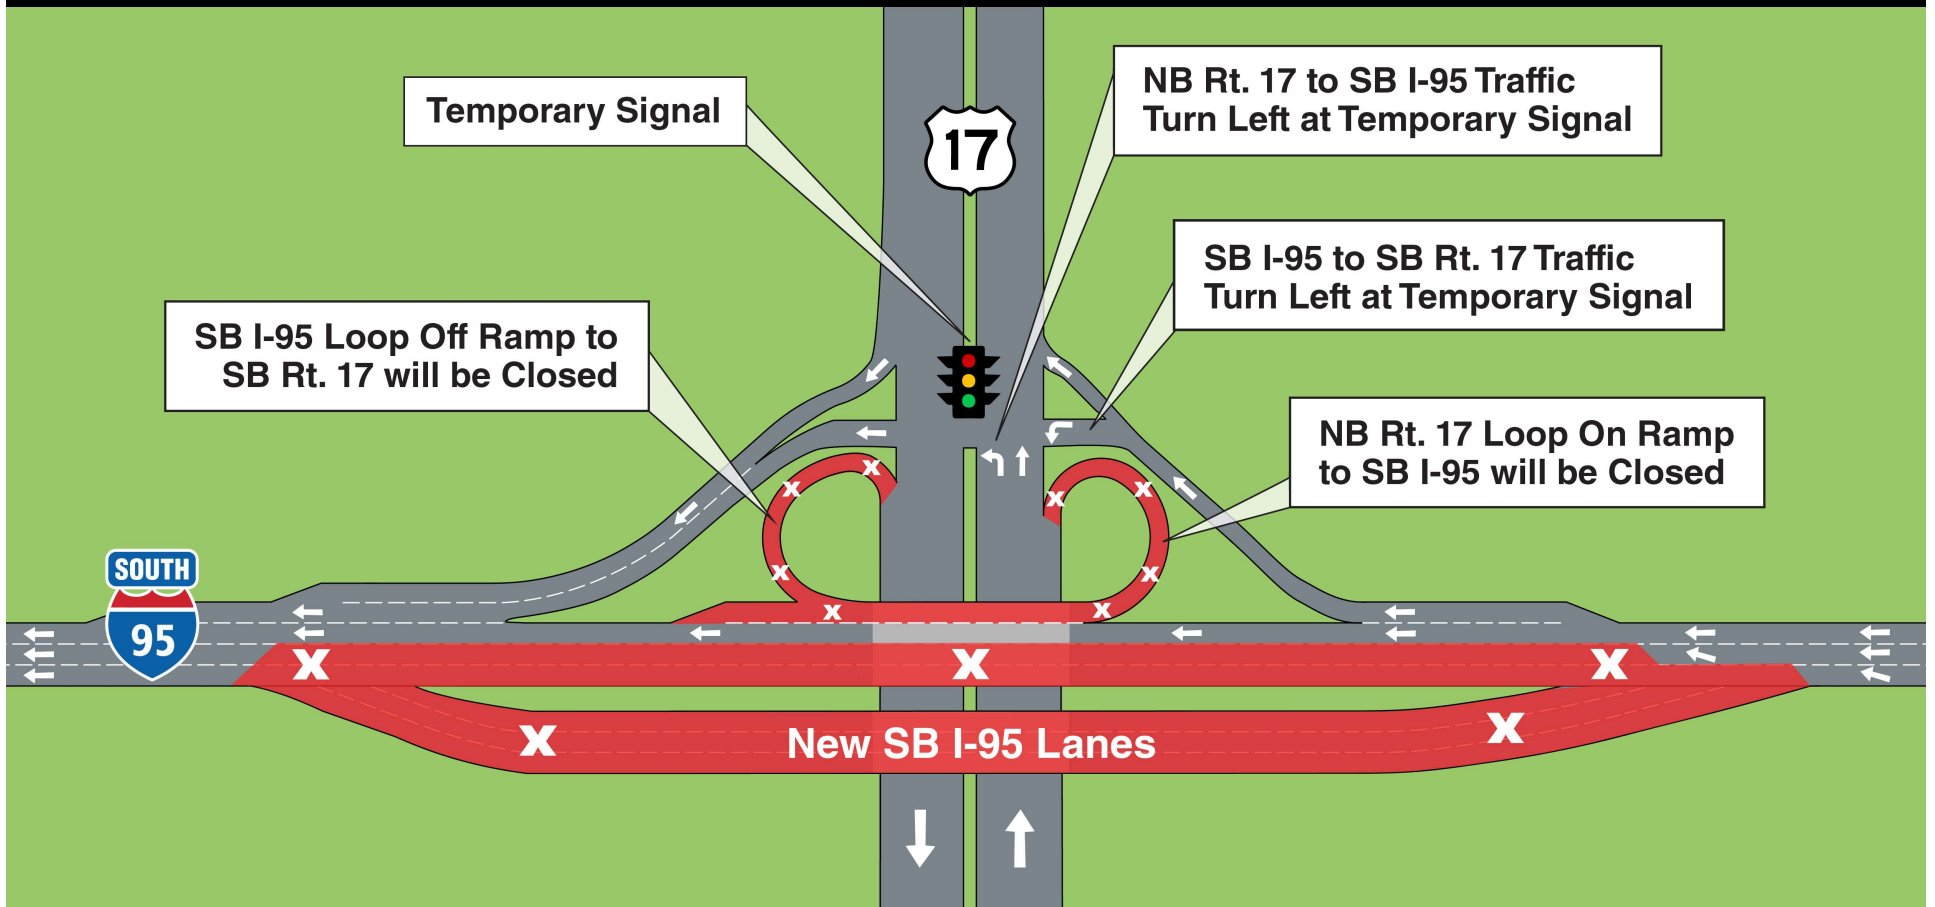 Temporary Signal
NB Rt. 17 to SB I-95 Traffic
Turn Left at Temporary Signal
17
SB I-95 to SB Rt. 17 Traffic
Turn Left at Temporary Signal
SB I-95 Loop Off Ramp to
SB Rt. 17 will be Closed
NB Rt. 17 Loop On Ramp
to SB I-95 will be Closed
SOUTH
95
X
X
X
X
X
X
X
X
X
X
X
X
X
New SB I-95 Lanes